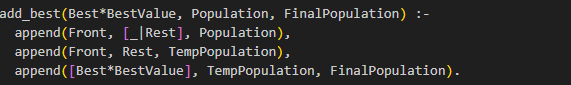 add_best(Best*BestValue, Population, FinalPopulation) :-
append(Front, [_|Rest], Population),
append(Front, Rest, TempPopulation),
append([Best*BestValue], TempPopulation, FinalPopulation).